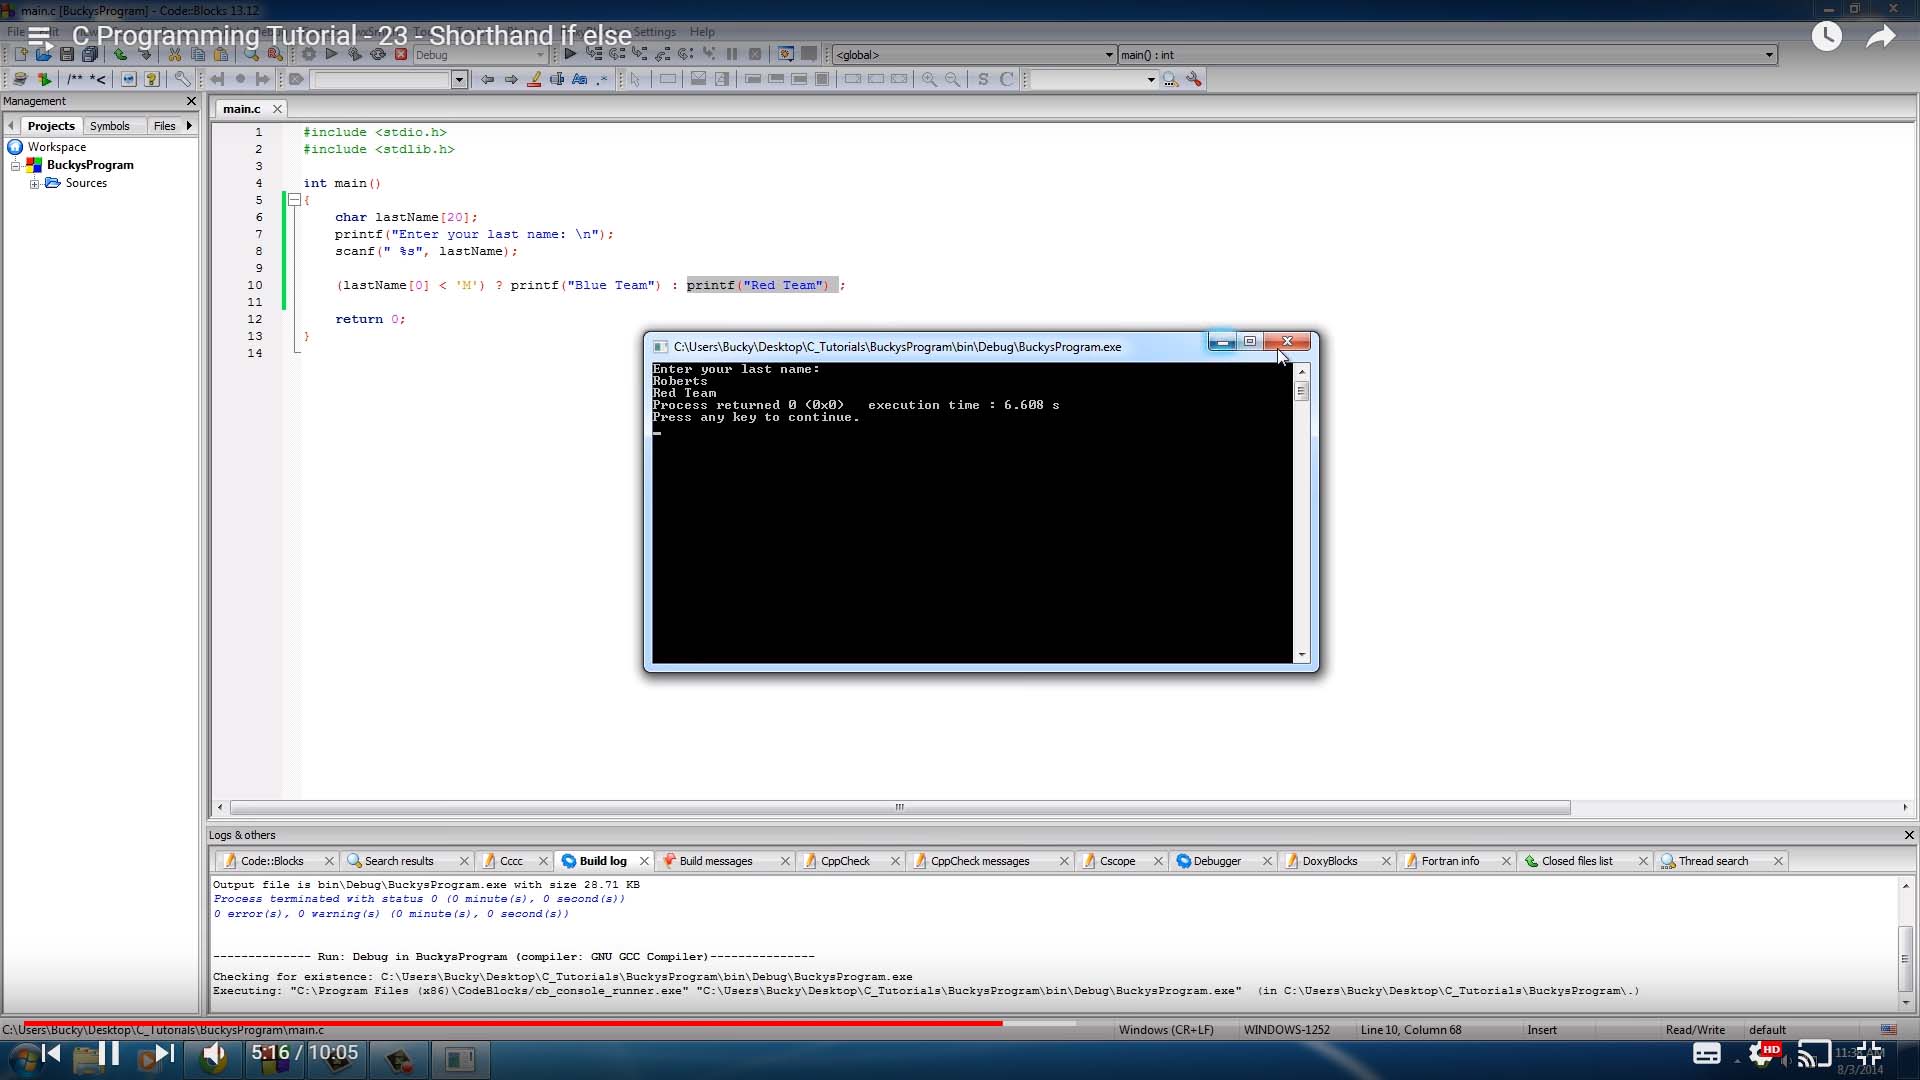 main.c [BuckysProgram] - Code::Blocks 13.12
C Programming Tutorial - 23 - Shorthand if else
File Settings Help
Debug <global> main() : int
/** *<
S C
Management
main.c
Projects Symbols Files
Workspace
BuckysProgram
Sources
1 #include <stdio.h>
2 #include <stdlib.h>
3
4 int main()
5 {
6 char lastName[20];
7 printf("Enter your last name: \n");
8 scanf(" %s", lastName);
9
10 (lastName[0] < 'M') ? printf("Blue Team") : printf("Red Team") ;
11
12 return 0;
13 }
14
C:\Users\Bucky\Desktop\C_Tutorials\BuckysProgram\bin\Debug\BuckysProgram.exe
Enter your last name:
Roberts
Red Team
Process returned 0 (0x0) execution time : 6.608 s
Press any key to continue.
Logs & others
Code::Blocks Search results Cccc Build log Build messages CppCheck CppCheck messages Cscope Debugger DoxyBlocks Fortran info Closed files list Thread search
Output file is bin\Debug\BuckysProgram.exe with size 28.71 KB
Process terminated with status 0 (0 minute(s), 0 second(s))
0 error(s), 0 warning(s) (0 minute(s), 0 second(s))
-------------- Run: Debug in BuckysProgram (compiler: GNU GCC Compiler)---------------
Checking for existence: C:\Users\Bucky\Desktop\C_Tutorials\BuckysProgram\bin\Debug\BuckysProgram.exe
Executing: "C:\Program Files (x86)\CodeBlocks/cb_console_runner.exe" "C:\Users\Bucky\Desktop\C_Tutorials\BuckysProgram\bin\Debug\BuckysProgram.exe" (in C:\Users\Bucky\Desktop\C_Tutorials\BuckysProgram\.)
C:\Users\Bucky\Desktop\C_Tutorials\BuckysProgram\main.c Windows (CR+LF) WINDOWS-1252 Line 10, Column 68 Insert Read/Write default
5:16 / 10:05
HD
8/3/2014